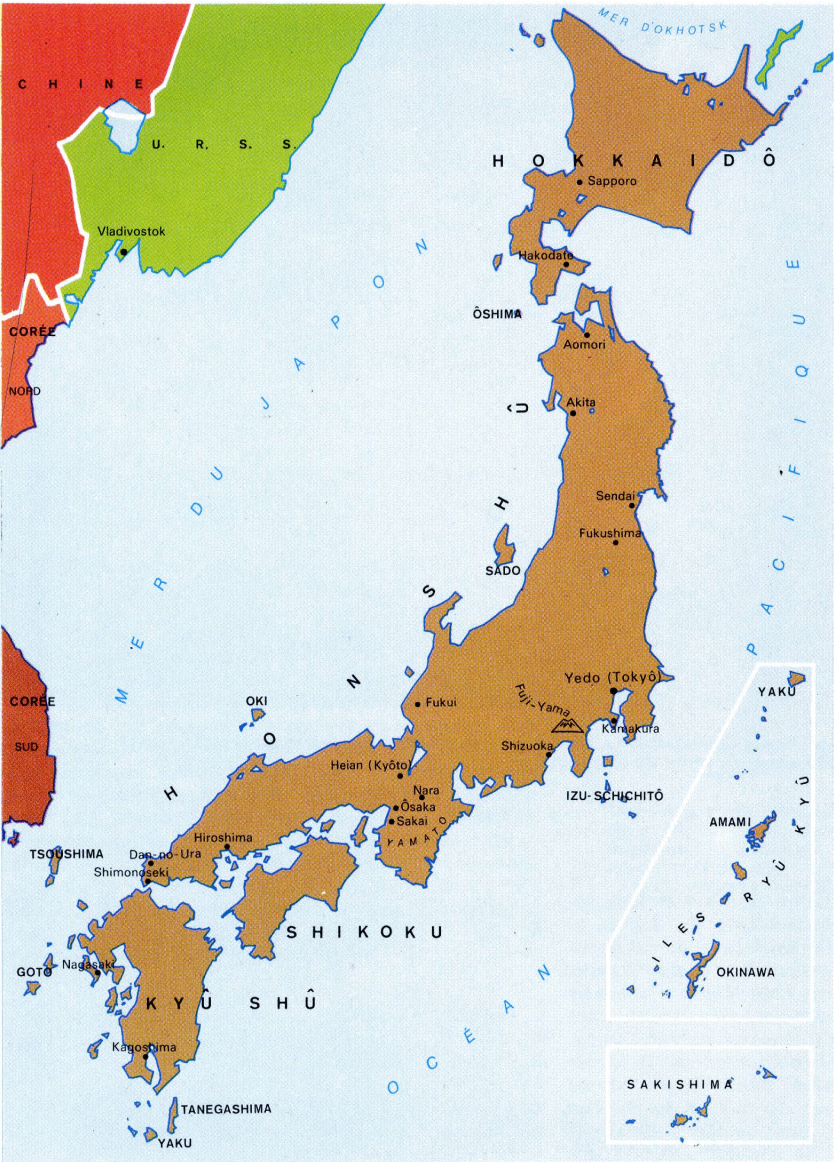 MER D'OKHOTSK
CHINE
U. R. S. S.
HOKKAIDÔ
Sapporo
Vladivostok
Hakodate
ÔSHIMA
CORÉE
NORD
Aomori
Akita
MER DU JAPON
OCÉAN PACIFIQUE
HONSHÛ
Sendai
Fukushima
SADO
Yedo (Tokyô)
YAKU
CORÉE
SUD
OKI
Fukui
Fuji-Yama
Kamakura
Shizuoka
Heian (Kyôto)
Nara
Ôsaka
Sakai
YAMATO
IZU-SCHICHITÔ
AMAMI
ILES RYÛ KYÛ
Hiroshima
TSOUSHIMA
Dan-no-Ura
Shimonoseki
SHIKOKU
GOTO
Nagasaki
OKINAWA
KYÛ SHÛ
Kagoshima
SAKISHIMA
TANEGASHIMA
YAKU